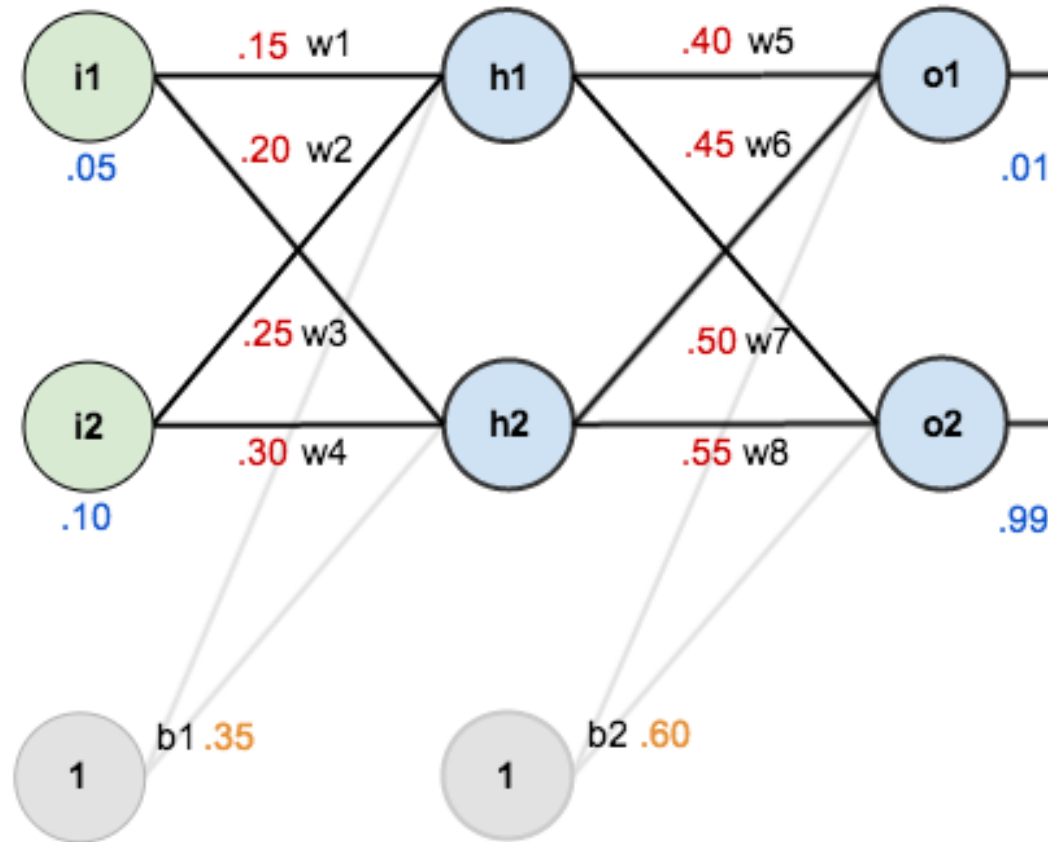 .15 w1
.40 w5
i1
h1
o1
.20 w2
.45 w6
.05
.01
.25 w3
.50 w7
i2
h2
o2
.30 w4
.55 w8
.10
.99
b1 .35
b2 .60
1
1